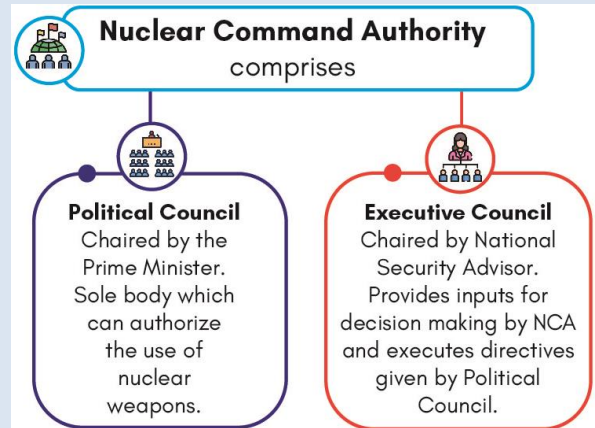 Nuclear Command Authority
comprises
Political Council
Chaired by the
Prime Minister.
Sole body which
can authorize
the use of
nuclear
weapons.
Executive Council
Chaired by National
Security Advisor.
Provides inputs for
decision making by NCA
and executes directives
given by Political
Council.